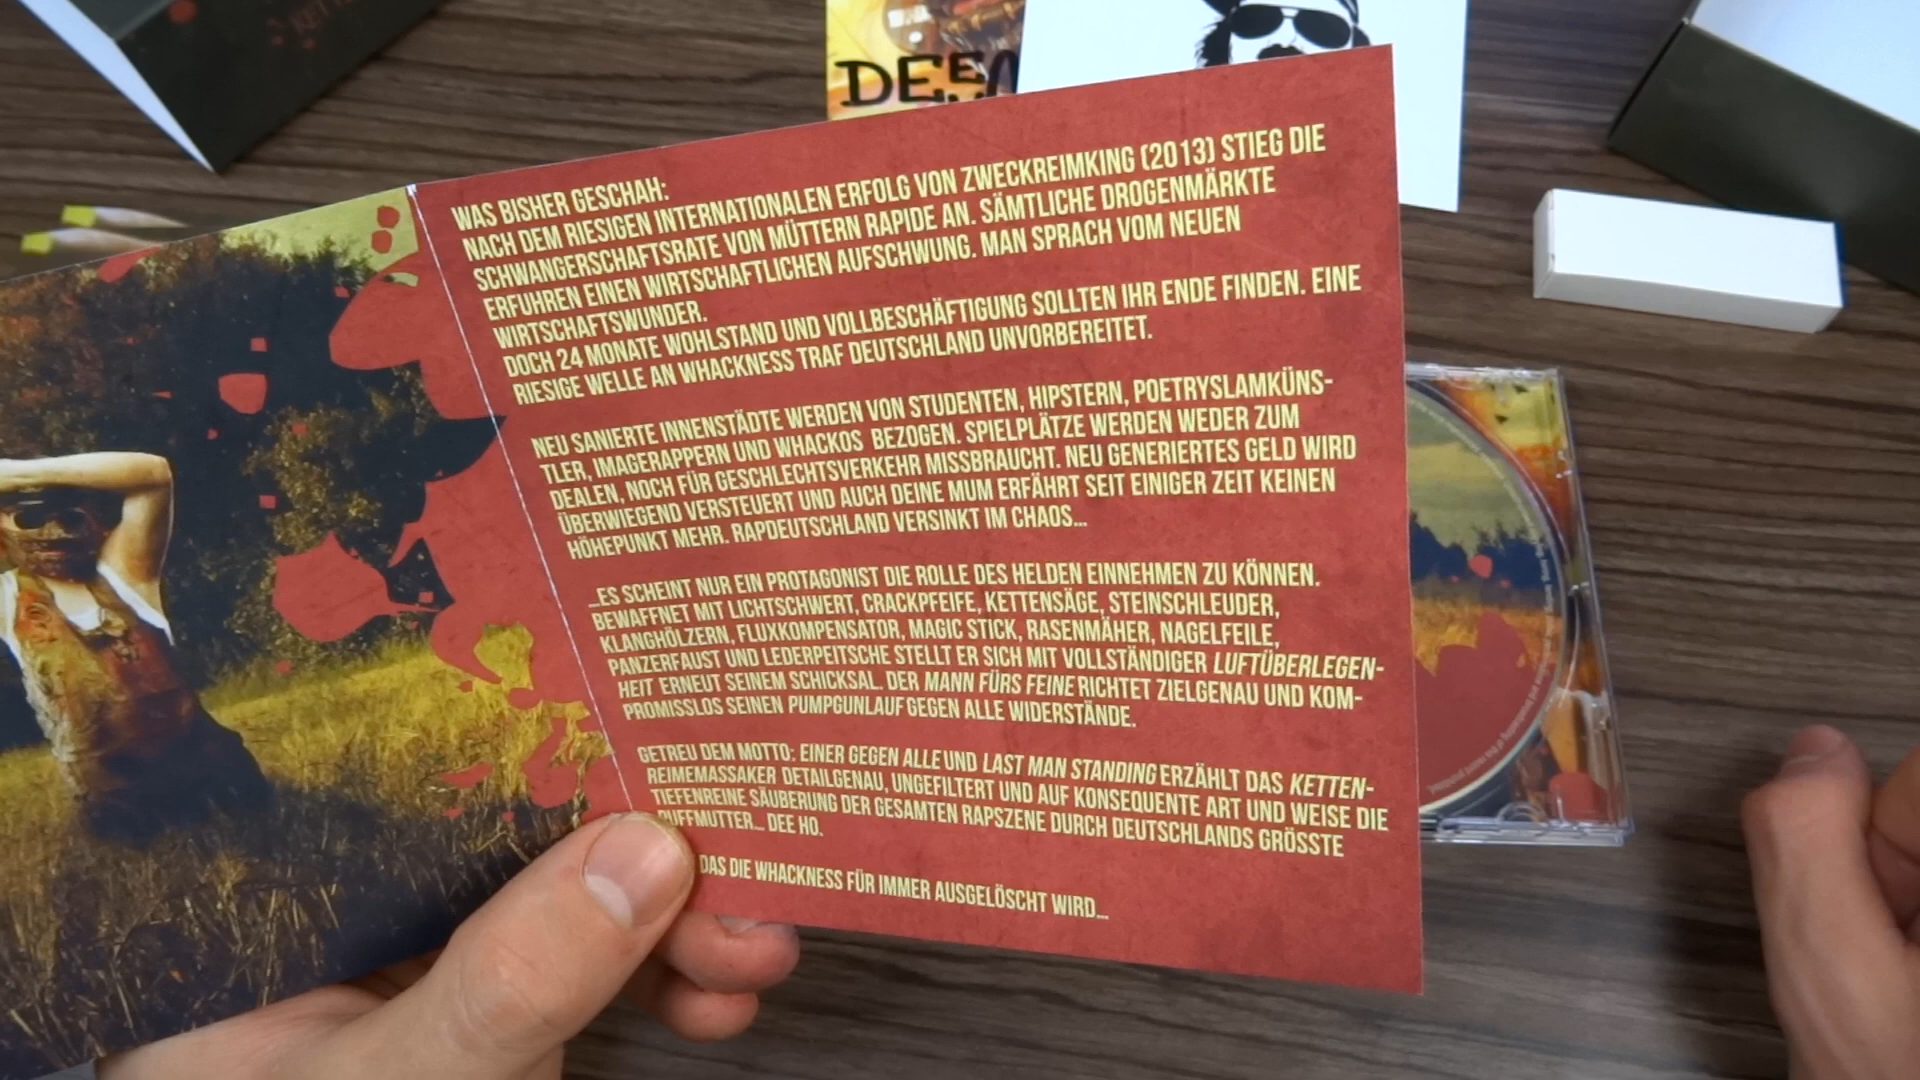 DEE
WAS BISHER GESCHAH:
NACH DEM RIESIGEN INTERNATIONALEN ERFOLG VON ZWECKREIMKING (2013) STIEG DIE
SCHWANGERSCHAFTSRATE VON MÜTTERN RAPIDE AN. SÄMTLICHE DROGENMÄRKTE
ERFUHREN EINEN WIRTSCHAFTLICHEN AUFSCHWUNG. MAN SPRACH VOM NEUEN
WIRTSCHAFTSWUNDER.
DOCH 24 MONATE WOHLSTAND UND VOLLBESCHÄFTIGUNG SOLLTEN IHR ENDE FINDEN. EINE
RIESIGE WELLE AN WHACKNESS TRAF DEUTSCHLAND UNVORBEREITET.
NEU SANIERTE INNENSTÄDTE WERDEN VON STUDENTEN, HIPSTERN, POETRYSLAMKÜNS-
TLER, IMAGERAPPERN UND WHACKOS BEZOGEN. SPIELPLÄTZE WERDEN WEDER ZUM
DEALEN, NOCH FÜR GESCHLECHTSVERKEHR MISSBRAUCHT. NEU GENERIERTES GELD WIRD
ÜBERWIEGEND VERSTEUERT UND AUCH DEINE MUM ERFÄHRT SEIT EINIGER ZEIT KEINEN
HÖHEPUNKT MEHR. RAPDEUTSCHLAND VERSINKT IM CHAOS...
...ES SCHEINT NUR EIN PROTAGONIST DIE ROLLE DES HELDEN EINNEHMEN ZU KÖNNEN.
BEWAFFNET MIT LICHTSCHWERT, CRACKPFEIFE, KETTENSÄGE, STEINSCHLEUDER,
KLANGHÖLZERN, FLUXKOMPENSATOR, MAGIC STICK, RASENMÄHER, NAGELFEILE,
PANZERFAUST UND LEDERPEITSCHE STELLT ER SICH MIT VOLLSTÄNDIGER LUFTÜBERLEGEN-
HEIT ERNEUT SEINEM SCHICKSAL. DER MANN FÜRS FEINE RICHTET ZIELGENAU UND KOM-
PROMISSLOS SEINEN PUMPGUNLAUF GEGEN ALLE WIDERSTÄNDE.
GETREU DEM MOTTO: EINER GEGEN ALLE UND LAST MAN STANDING ERZÄHLT DAS KETTEN-
REIMEMASSAKER DETAILGENAU, UNGEFILTERT UND AUF KONSEQUENTE ART UND WEISE DIE
TIEFENREINE SÄUBERUNG DER GESAMTEN RAPSZENE DURCH DEUTSCHLANDS GRÖSSTE
PUFFMUTTER... DEE HO.
DAS DIE WHACKNESS FÜR IMMER AUSGELÖSCHT WIRD...